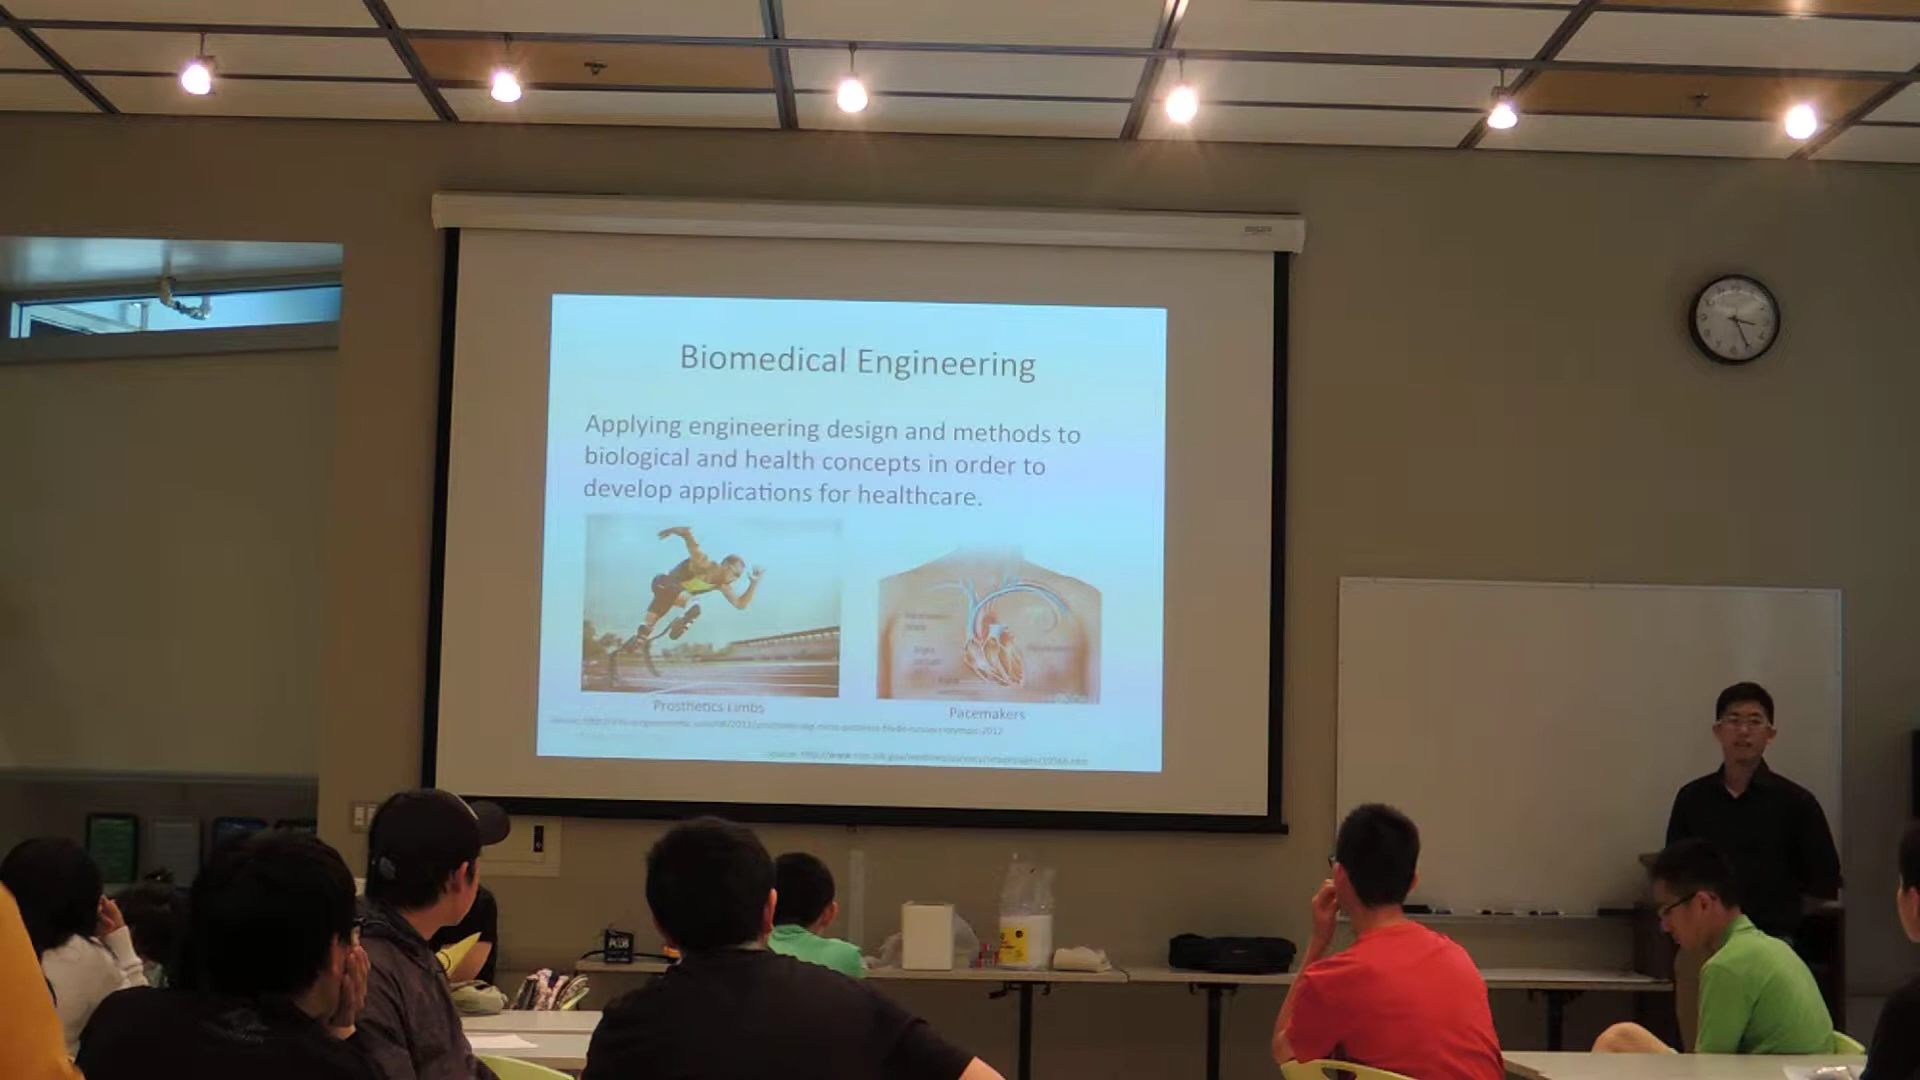 Biomedical Engineering
Applying engineering design and methods to
biological and health concepts in order to
develop applications for healthcare.
Prosthetics Limbs
Pacemakers
PLUS